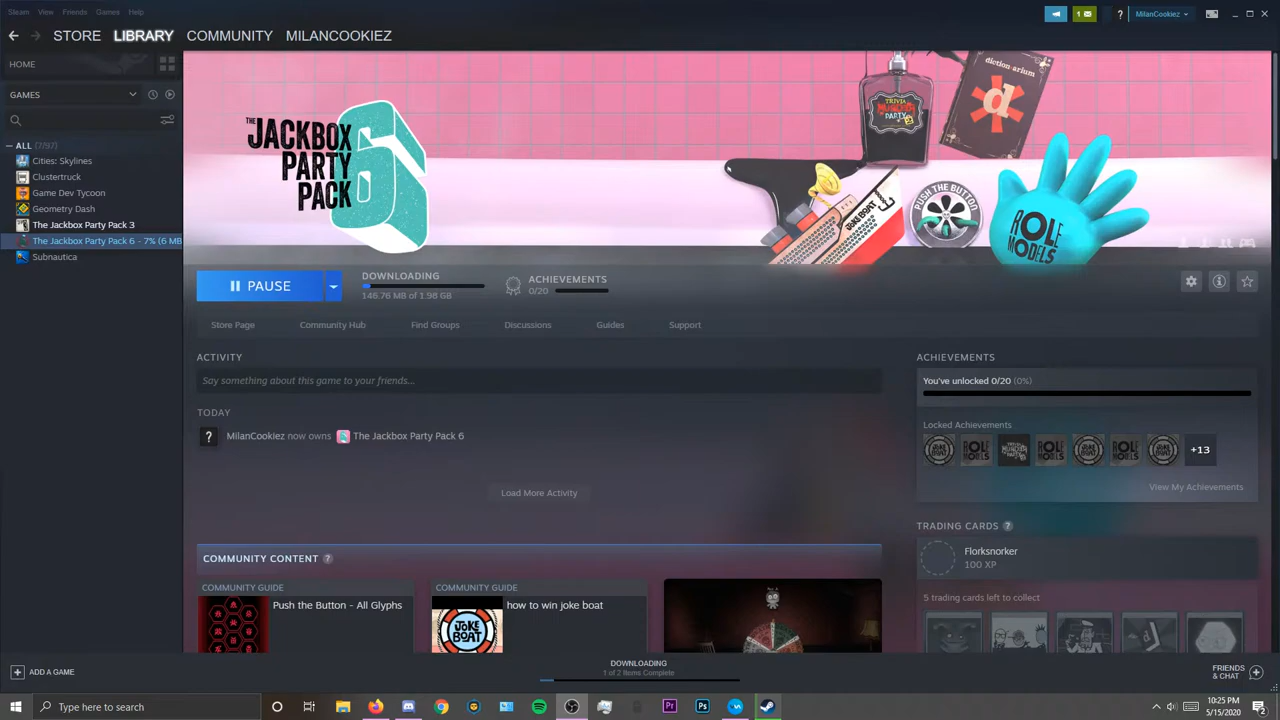 Steam View Friends Games Help
1
?
MilanCookiez
STORE LIBRARY COMMUNITY MILANCOOKIEZ
HOME
GAMES
ALL (7/97)
Cities: Skylines
Clustertruck
Game Dev Tycoon
Geometry Dash
The Jackbox Party Pack 3
The Jackbox Party Pack 6 - 7% (6 MB
Subnautica
THE
JACKBOX
PARTY
PACK
6
TRIVIA
MURDER
PARTY 2
diction-arium
d
JOKE BOAT
PUSH THE BUTTON
ROLE
MODELS
PAUSE
DOWNLOADING
146.76 MB of 1.98 GB
ACHIEVEMENTS
0/20
Store Page Community Hub Find Groups Discussions Guides Support
ACTIVITY
Say something about this game to your friends...
TODAY
? MilanCookiez now owns The Jackbox Party Pack 6
Load More Activity
COMMUNITY CONTENT ?
COMMUNITY GUIDE
Push the Button - All Glyphs
COMMUNITY GUIDE
how to win joke boat
JOKE
BOAT
ACHIEVEMENTS
You've unlocked 0/20 (0%)
Locked Achievements
+13
View My Achievements
TRADING CARDS ?
Florksnorker
100 XP
5 trading cards left to collect
ADD A GAME
DOWNLOADING
1 of 2 Items Complete
FRIENDS
& CHAT
Type here to search
Pr
Ps
10:25 PM
5/15/2020
2